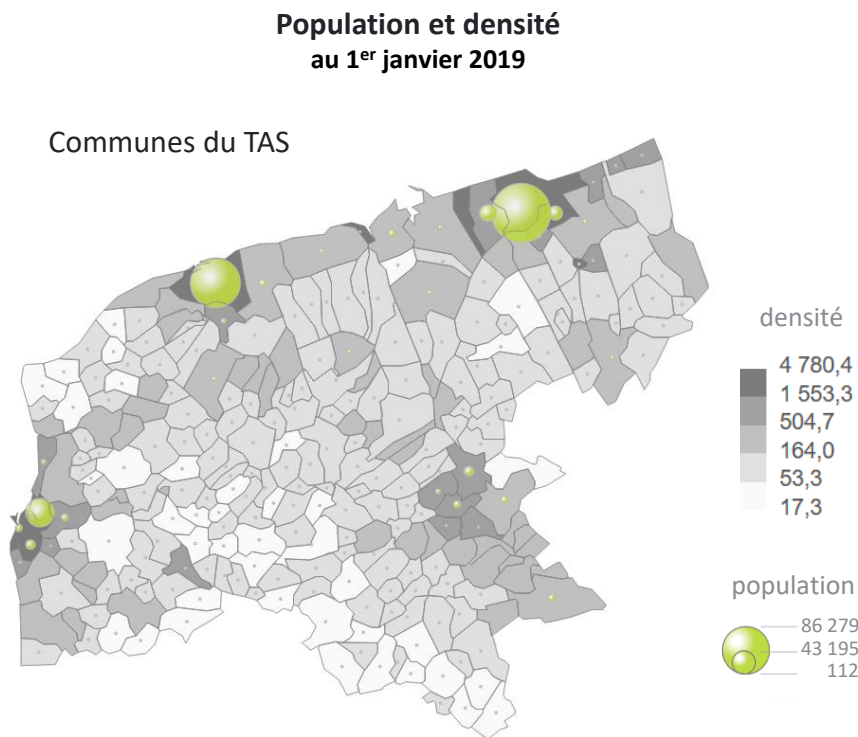 Population et densité
au 1er janvier 2019
Communes du TAS
densité
4 780,4
1 553,3
504,7
164,0
53,3
17,3
population
86 279
43 195
112